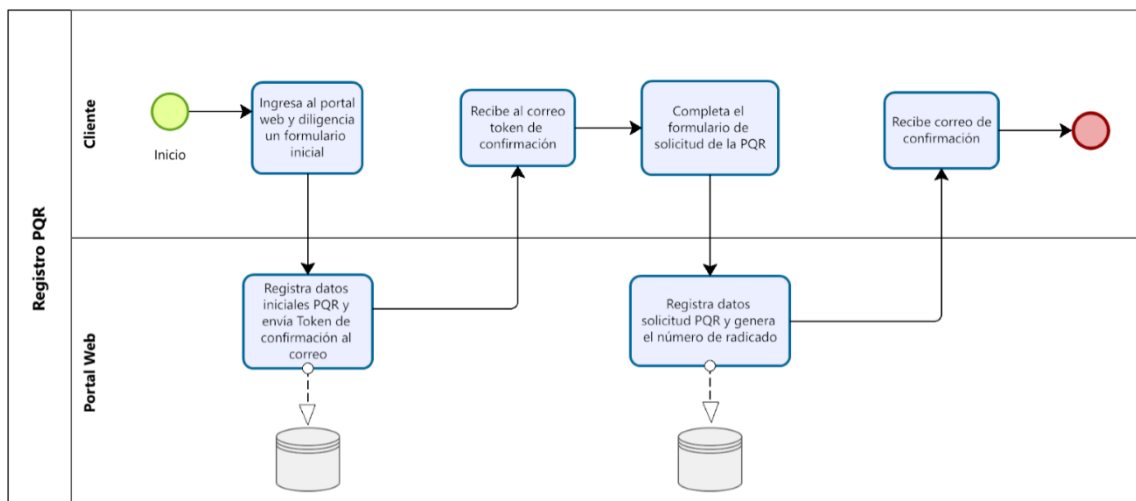 Registro PQR
Cliente
Inicio
Ingresa al portal
web y diligencia
un formulario
inicial
Recibe al correo
token de
confirmación
Completa el
formulario de
solicitud de la PQR
Recibe correo de
confirmación
Portal Web
Registra datos
iniciales PQR y
envía Token de
confirmación al
correo
Registra datos
solicitud PQR y genera
el número de radicado